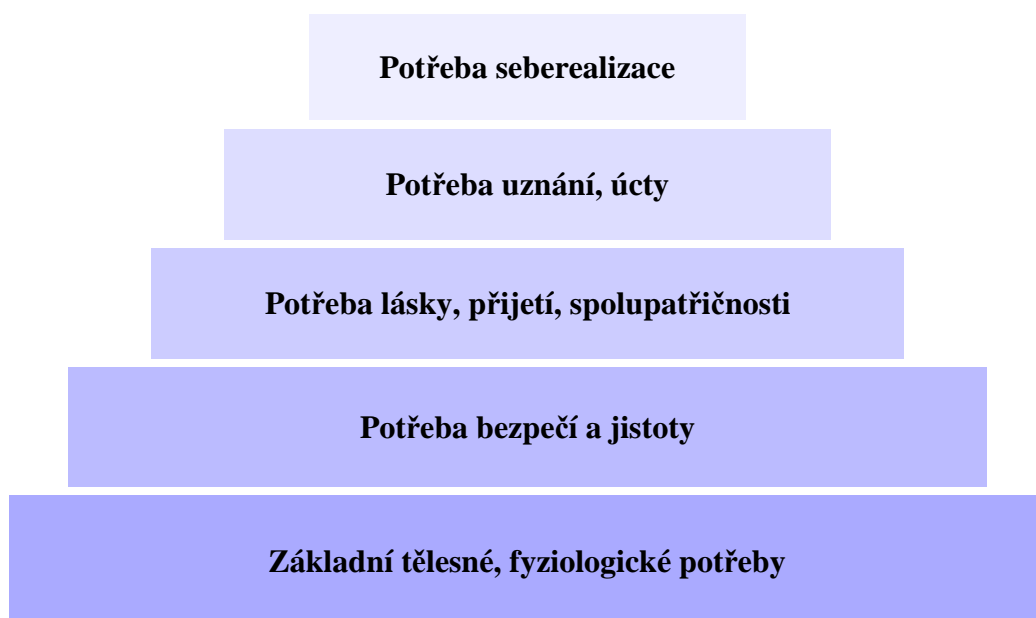 Potřeba seberealizace
Potřeba uznání, úcty
Potřeba lásky, přijetí, spolupatřičnosti
Potřeba bezpečí a jistoty
Základní tělesné, fyziologické potřeby